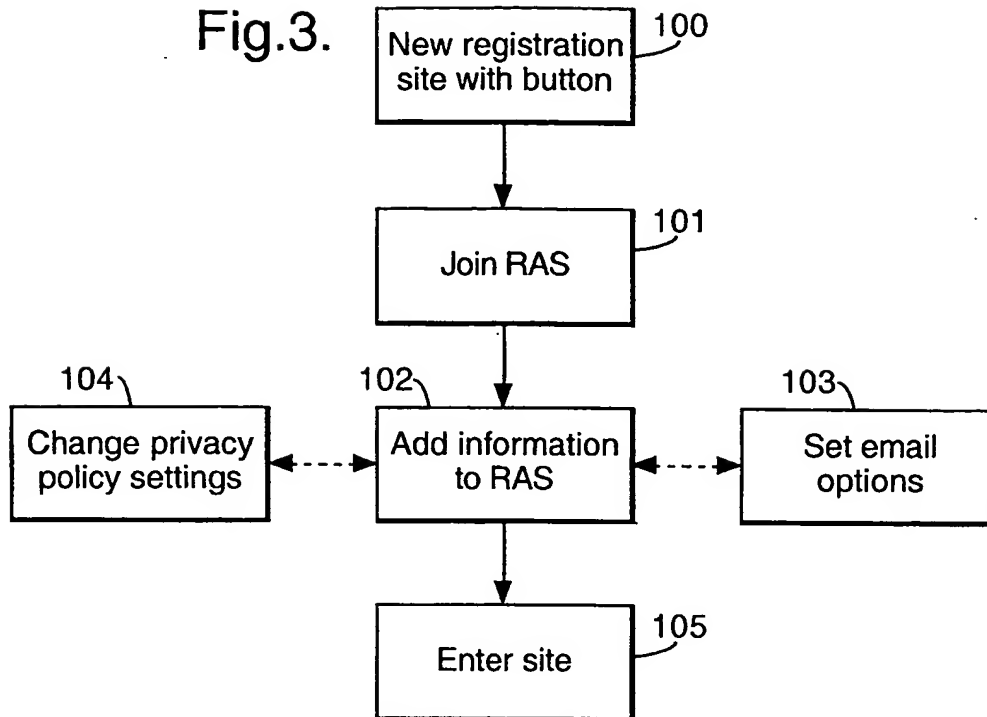 Fig.3.
New registration
site with button
100
Join RAS
101
104
Change privacy
policy settings
102
Add information
to RAS
103
Set email
options
Enter site
105